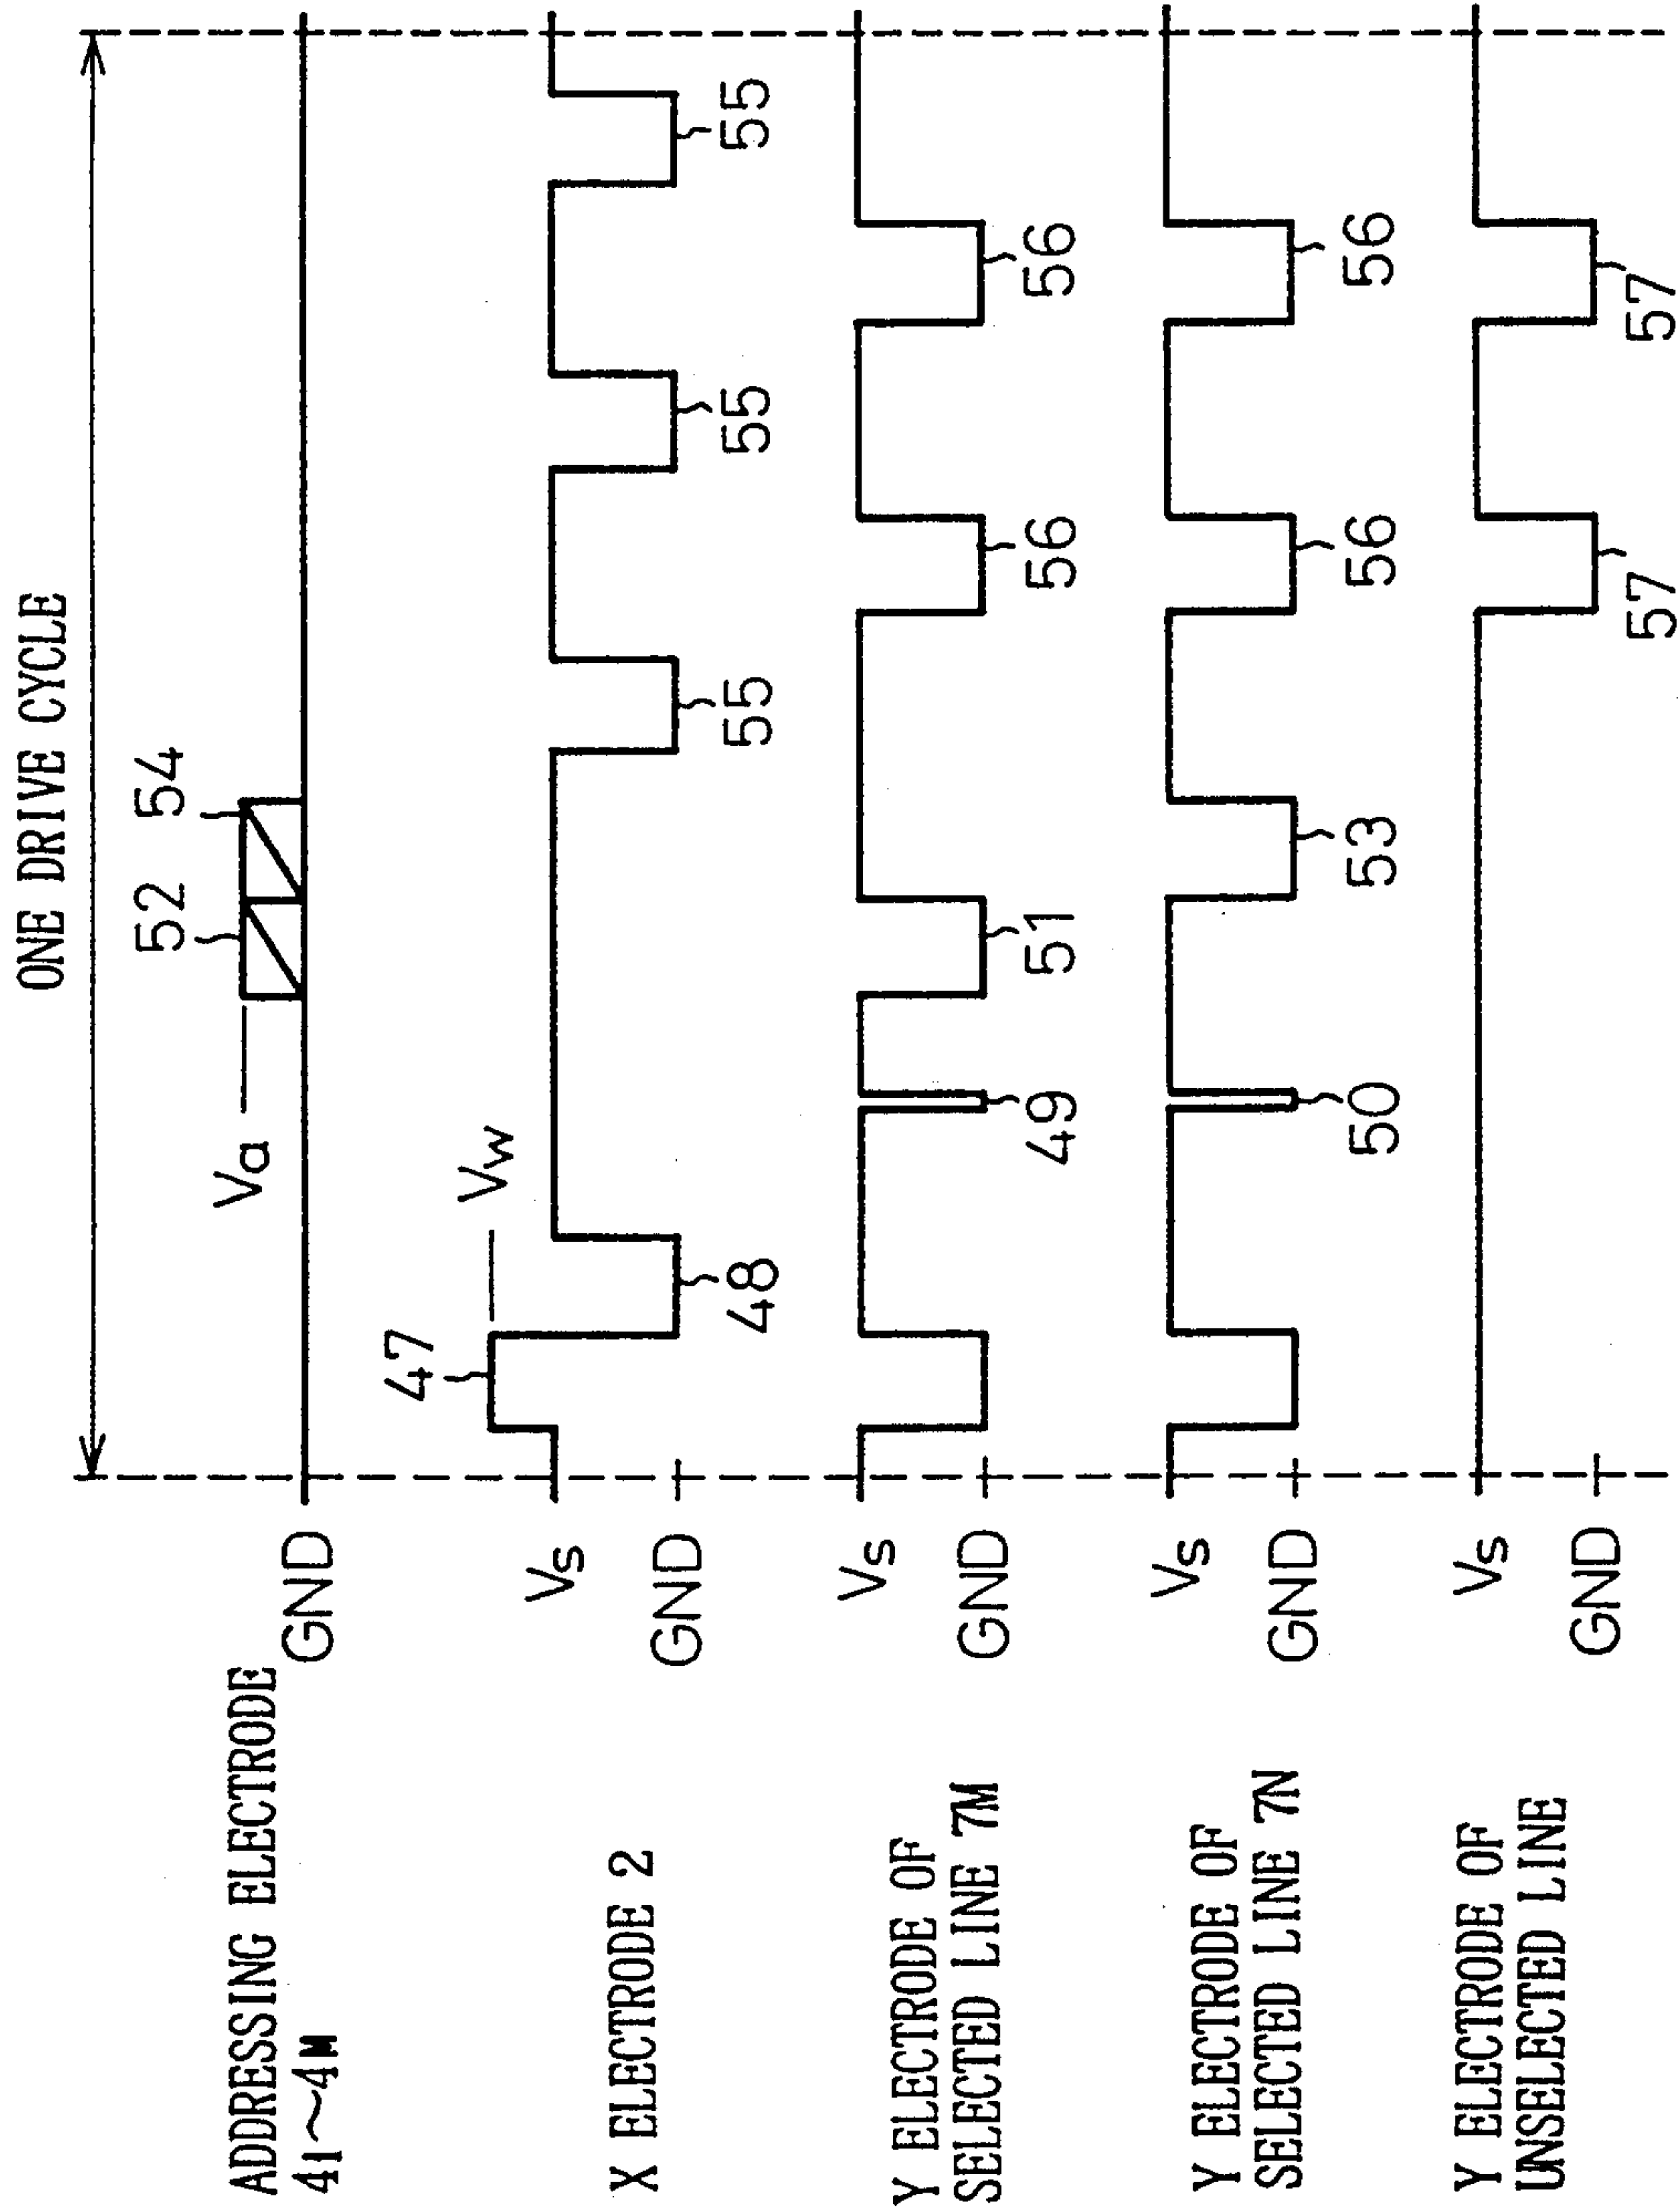 ONE DRIVE CYCLE
ADDRESSING ELECTRODE
41~4M
GND
Va
52
54
X ELECTRODE 2
Vs
GND
47
Vw
48
55
55
55
Y ELECTRODE OF
SELECTED LINE 7M
Vs
GND
49
51
56
56
Y ELECTRODE OF
SELECTED LINE 7N
Vs
GND
50
53
56
56
Y ELECTRODE OF
UNSELECTED LINE
Vs
GND
57
57